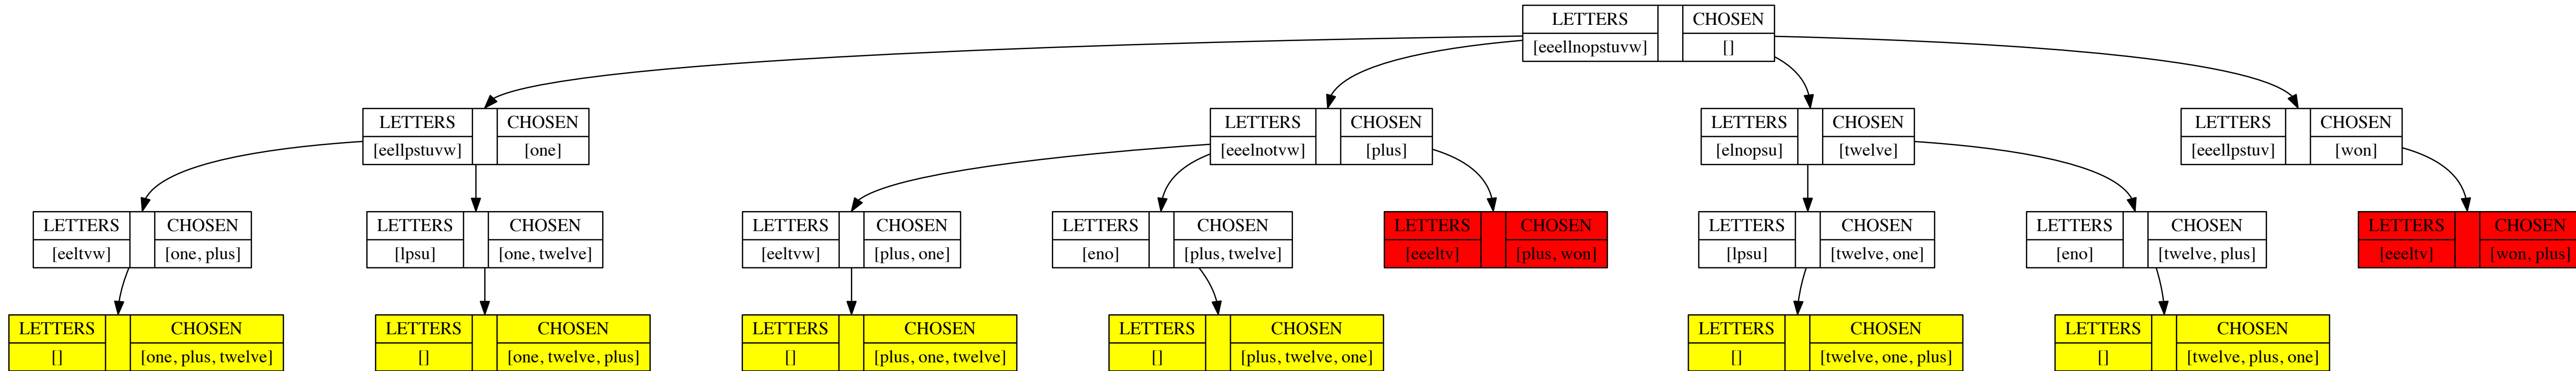 LETTERS CHOSEN
[eeellnopstuvw] []
LETTERS CHOSEN LETTERS CHOSEN LETTERS CHOSEN LETTERS CHOSEN
[eellpstuvw] [one] [eeelnotvw] [plus] [elnopsu] [twelve] [eeellpstuv] [won]
LETTERS CHOSEN LETTERS CHOSEN LETTERS CHOSEN LETTERS CHOSEN LETTERS CHOSEN LETTERS CHOSEN LETTERS CHOSEN LETTERS CHOSEN
[eeltvw] [one, plus] [lpsu] [one, twelve] [eeltvw] [plus, one] [eno] [plus, twelve] [eeeltv] [plus, won] [lpsu] [twelve, one] [eno] [twelve, plus] [eeeltv] [won, plus]
LETTERS CHOSEN LETTERS CHOSEN LETTERS CHOSEN LETTERS CHOSEN LETTERS CHOSEN LETTERS CHOSEN
[] [one, plus, twelve] [] [one, twelve, plus] [] [plus, one, twelve] [] [plus, twelve, one] [] [twelve, one, plus] [] [twelve, plus, one]